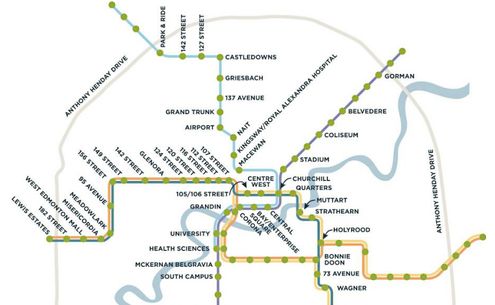 PARK & RIDE
142 STREET
127 STREET
CASTLEDOWNS
GRIESBACH
137 AVENUE
GRAND TRUNK
AIRPORT
NAIT
KINGSWAY/ROYAL ALEXANDRA HOSPITAL
MACEWAN
ANTHONY HENDAY DRIVE
GORMAN
BELVEDERE
COLISEUM
STADIUM
CHURCHILL
QUARTERS
MUTTART
STRATHEARN
HOLYROOD
BONNIE
DOON
73 AVENUE
WAGNER
ANTHONY HENDAY DRIVE
CENTRE
WEST
105/106 STREET
107 STREET
112 STREET
116 STREET
120 STREET
124 STREET
GLENORA
142 STREET
149 STREET
156 STREET
95 AVENUE
MEADOWLARK
MISERICORDIA
WEST EDMONTON MALL
182 STREET
LEWIS ESTATES
GRANDIN
CORONA
BAY/ENTERPRISE
SQUARE
CENTRAL
UNIVERSITY
HEALTH SCIENCES
MCKERNAN BELGRAVIA
SOUTH CAMPUS